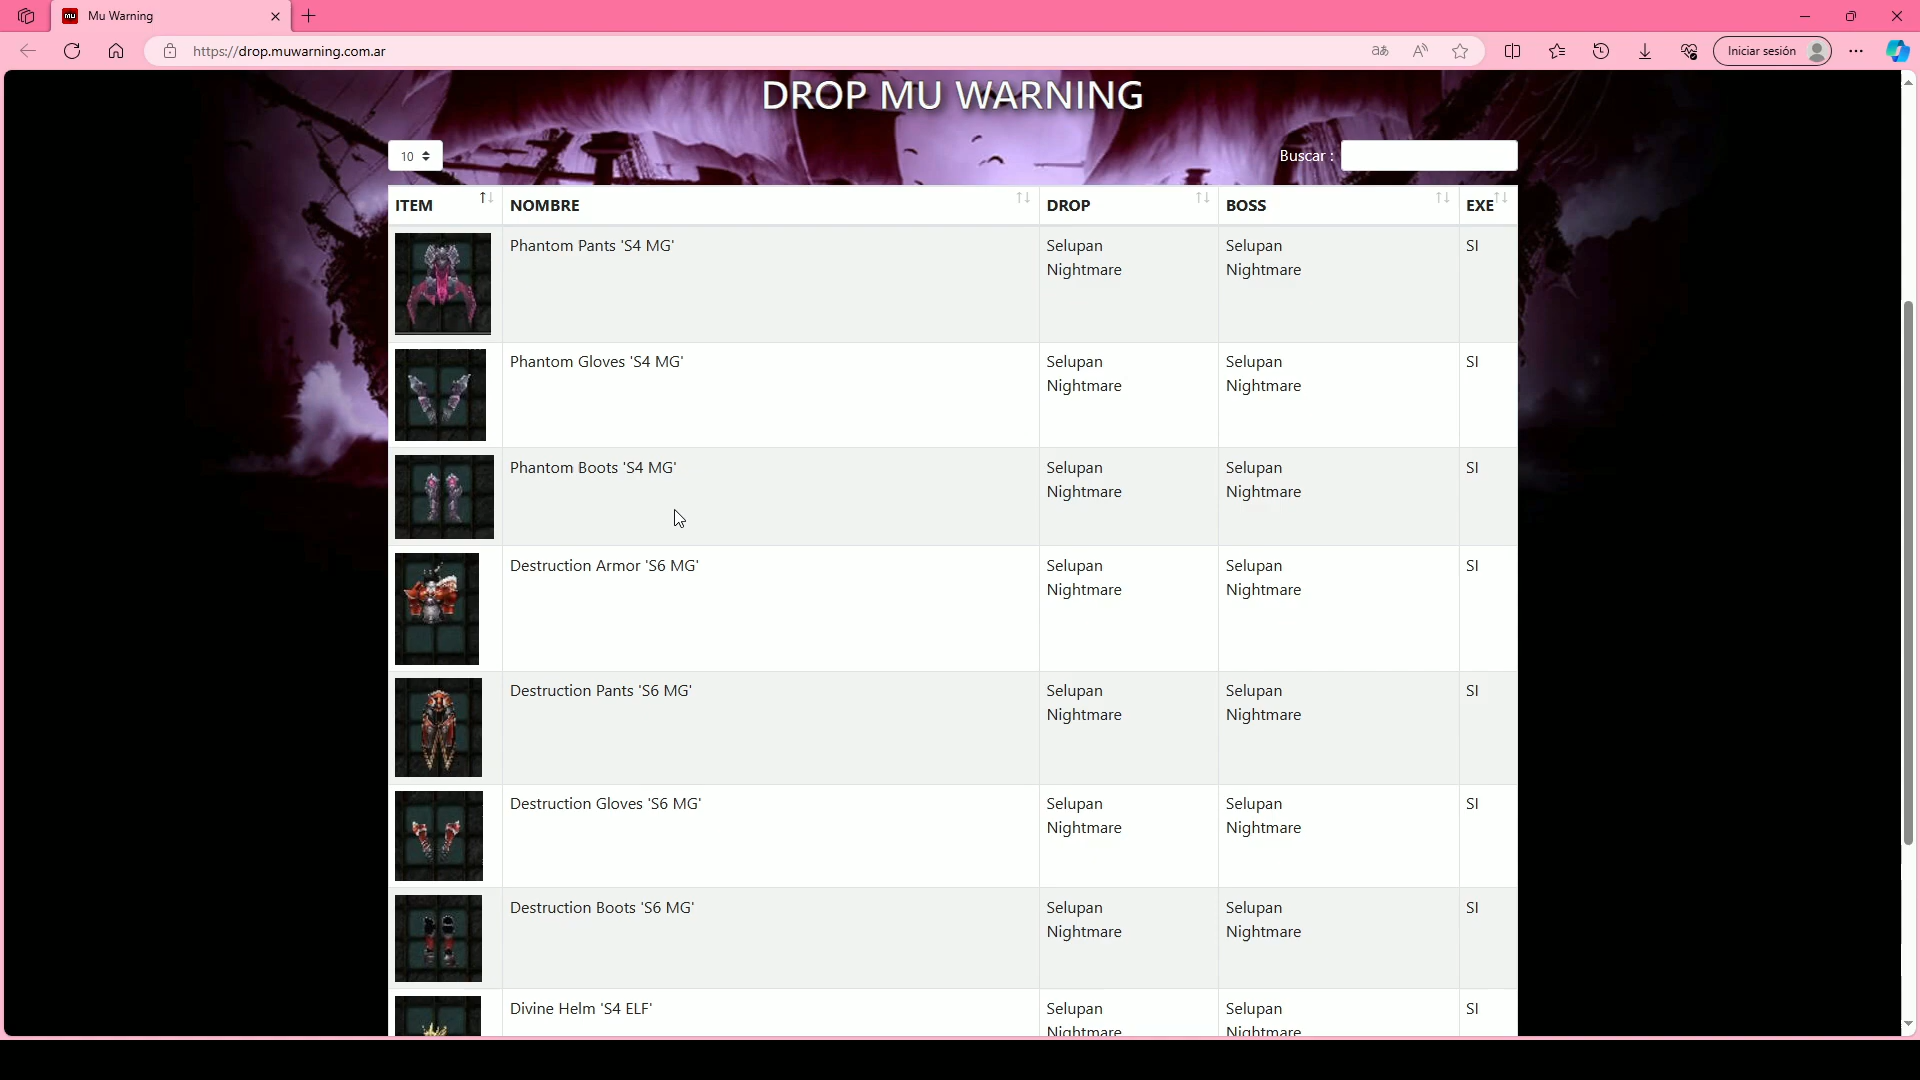 Mu Warning
https://drop.muwarning.com.ar
Iniciar sesión
DROP MU WARNING
10
Buscar :
ITEM NOMBRE DROP BOSS EXE
Phantom Pants 'S4 MG' Selupan Selupan SI
Nightmare Nightmare
Phantom Gloves 'S4 MG' Selupan Selupan SI
Nightmare Nightmare
Phantom Boots 'S4 MG' Selupan Selupan SI
Nightmare Nightmare
Destruction Armor 'S6 MG' Selupan Selupan SI
Nightmare Nightmare
Destruction Pants 'S6 MG' Selupan Selupan SI
Nightmare Nightmare
Destruction Gloves 'S6 MG' Selupan Selupan SI
Nightmare Nightmare
Destruction Boots 'S6 MG' Selupan Selupan SI
Nightmare Nightmare
Divine Helm 'S4 ELF' Selupan Selupan SI
Nightmare Nightmare